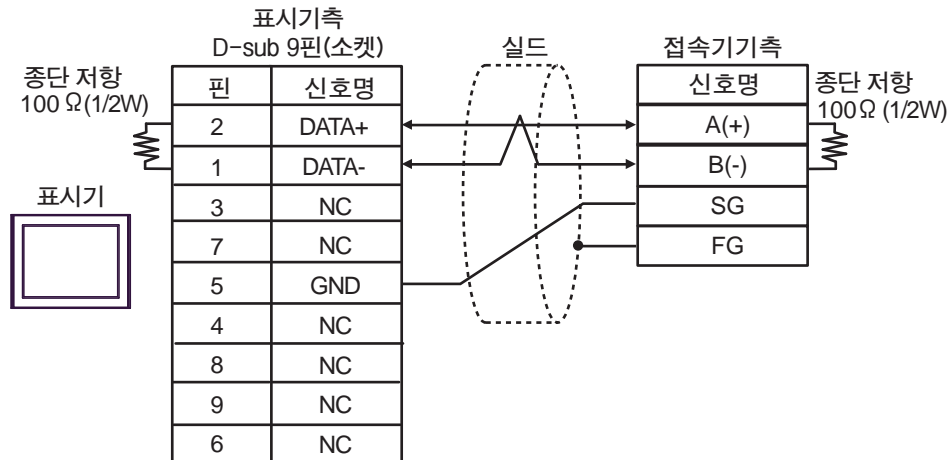 표시기측
D-sub 9핀(소켓)
실드
접속기기측
종단 저항
100 Ω(1/2W)
핀 신호명
신호명
종단 저항
100Ω (1/2W)
2 DATA+
A(+)
1 DATA-
B(-)
표시기
3 NC
SG
7 NC
FG
5 GND
4 NC
8 NC
9 NC
6 NC